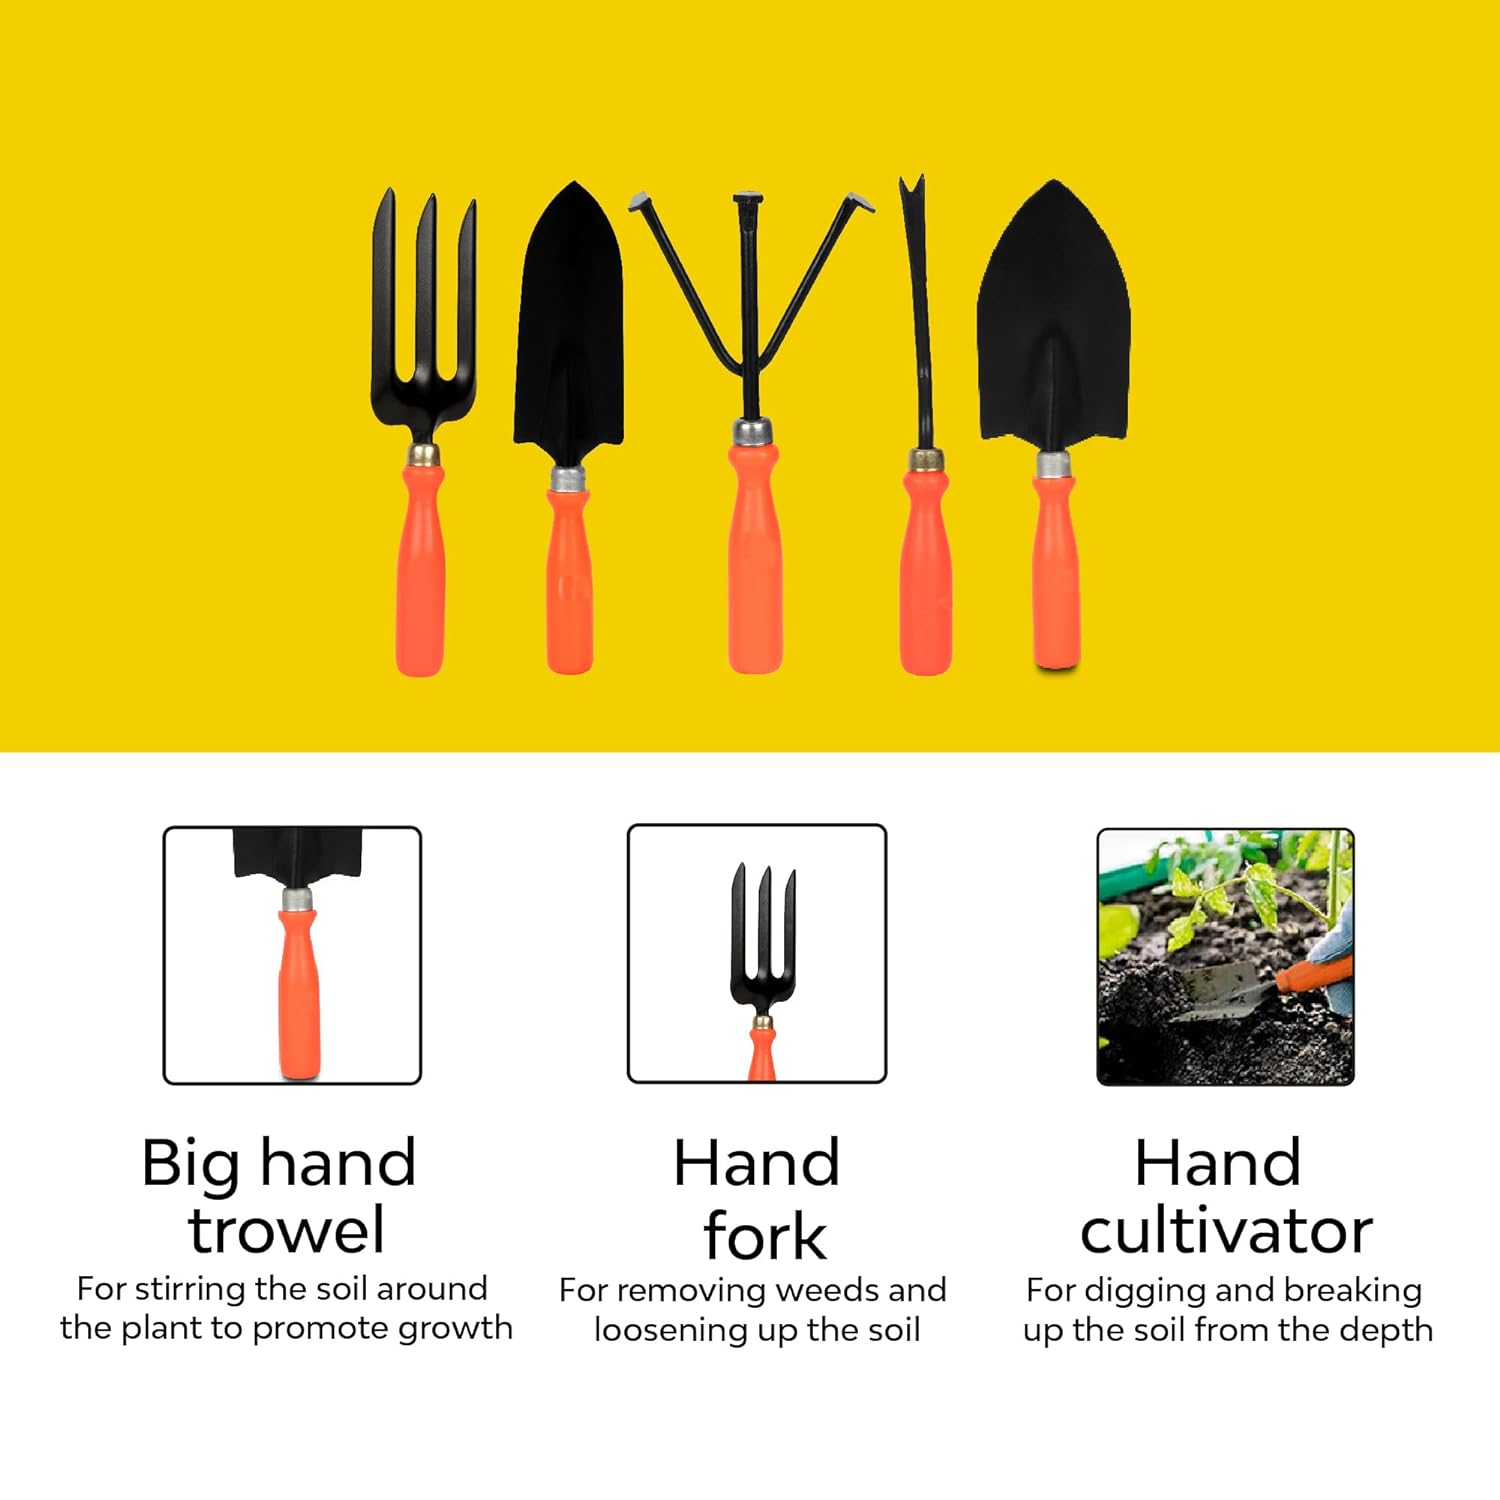 Big hand
trowel
For stirring the soil around
the plant to promote growth
Hand
fork
For removing weeds and
loosening up the soil
Hand
cultivator
For digging and breaking
up the soil from the depth